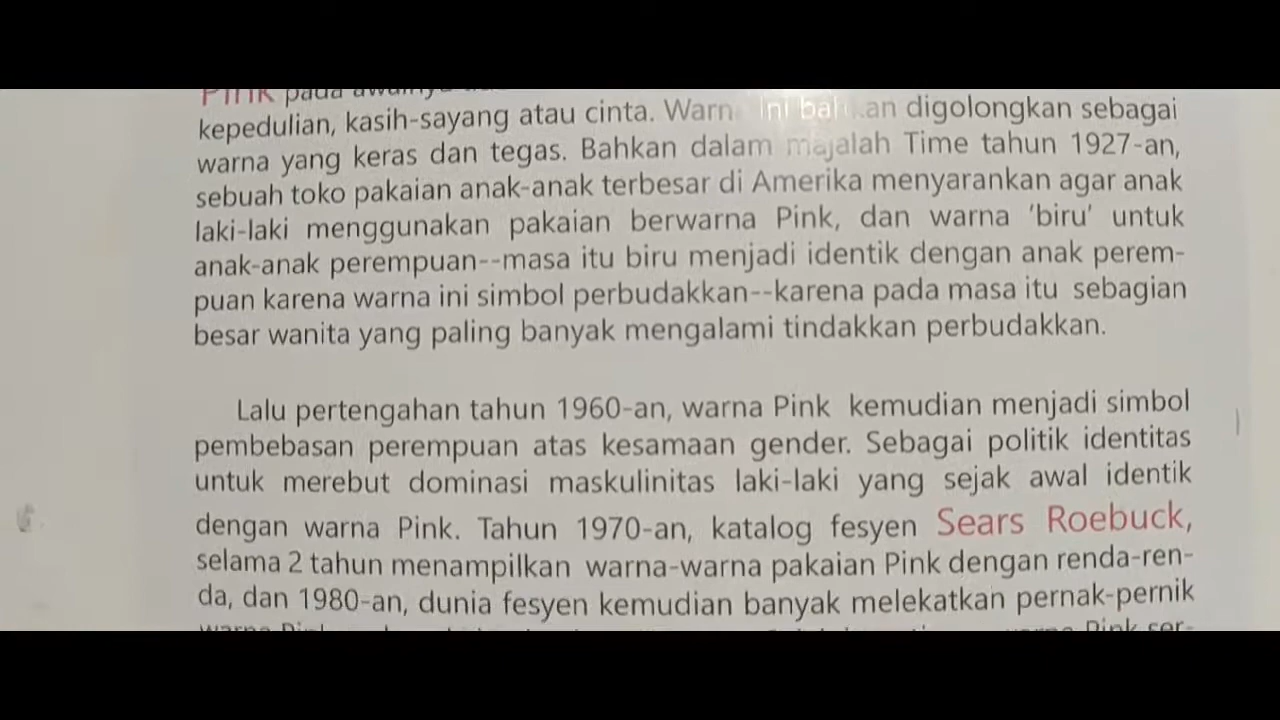 Pink pada awalnya
kepedulian, kasih-sayang atau cinta. Warna ini bahkan digolongkan sebagai
warna yang keras dan tegas. Bahkan dalam majalah Time tahun 1927-an,
sebuah toko pakaian anak-anak terbesar di Amerika menyarankan agar anak
laki-laki menggunakan pakaian berwarna Pink, dan warna ‘biru’ untuk
anak-anak perempuan--masa itu biru menjadi identik dengan anak perem-
puan karena warna ini simbol perbudakkan--karena pada masa itu sebagian
besar wanita yang paling banyak mengalami tindakkan perbudakkan.
Lalu pertengahan tahun 1960-an, warna Pink kemudian menjadi simbol
pembebasan perempuan atas kesamaan gender. Sebagai politik identitas
untuk merebut dominasi maskulinitas laki-laki yang sejak awal identik
dengan warna Pink. Tahun 1970-an, katalog fesyen Sears Roebuck,
selama 2 tahun menampilkan warna-warna pakaian Pink dengan renda-ren-
da, dan 1980-an, dunia fesyen kemudian banyak melekatkan pernak-pernik